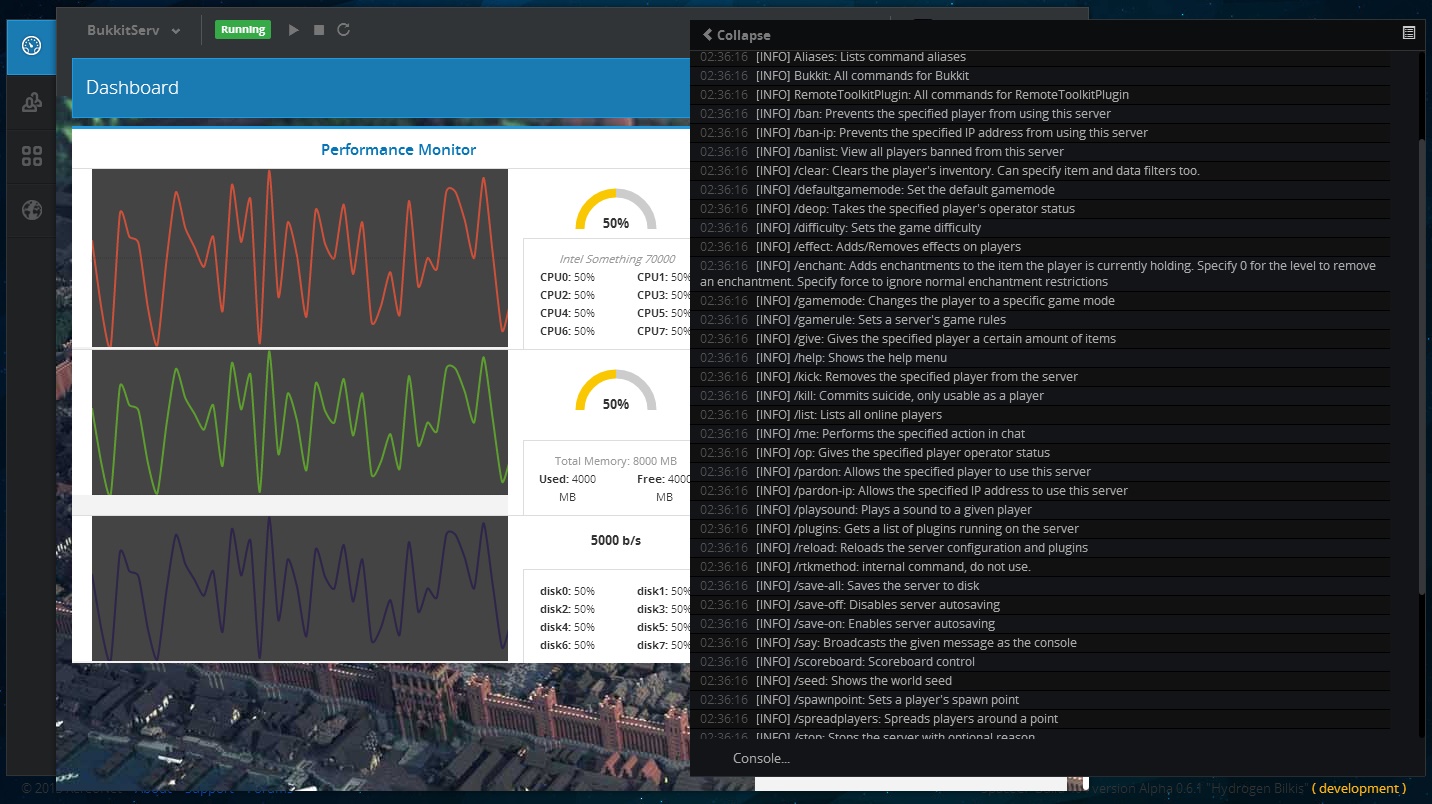 BukkitServ
Running
Dashboard
Performance Monitor
50%
Intel Something 70000
CPU0: 50% CPU1: 50%
CPU2: 50% CPU3: 50%
CPU4: 50% CPU5: 50%
CPU6: 50% CPU7: 50%
50%
Total Memory: 8000 MB
Used: 4000 Free: 4000
MB MB
5000 b/s
disk0: 50% disk1: 50%
disk2: 50% disk3: 50%
disk4: 50% disk5: 50%
disk6: 50% disk7: 50%
Collapse
02:36:16 [INFO] Aliases: Lists command aliases
02:36:16 [INFO] Bukkit: All commands for Bukkit
02:36:16 [INFO] RemoteToolkitPlugin: All commands for RemoteToolkitPlugin
02:36:16 [INFO] /ban: Prevents the specified player from using this server
02:36:16 [INFO] /ban-ip: Prevents the specified IP address from using this server
02:36:16 [INFO] /banlist: View all players banned from this server
02:36:16 [INFO] /clear: Clears the player's inventory. Can specify item and data filters too.
02:36:16 [INFO] /defaultgamemode: Set the default gamemode
02:36:16 [INFO] /deop: Takes the specified player's operator status
02:36:16 [INFO] /difficulty: Sets the game difficulty
02:36:16 [INFO] /effect: Adds/Removes effects on players
02:36:16 [INFO] /enchant: Adds enchantments to the item the player is currently holding. Specify 0 for the level to remove
an enchantment. Specify force to ignore normal enchantment restrictions
02:36:16 [INFO] /gamemode: Changes the player to a specific game mode
02:36:16 [INFO] /gamerule: Sets a server's game rules
02:36:16 [INFO] /give: Gives the specified player a certain amount of items
02:36:16 [INFO] /help: Shows the help menu
02:36:16 [INFO] /kick: Removes the specified player from the server
02:36:16 [INFO] /kill: Commits suicide, only usable as a player
02:36:16 [INFO] /list: Lists all online players
02:36:16 [INFO] /me: Performs the specified action in chat
02:36:16 [INFO] /op: Gives the specified player operator status
02:36:16 [INFO] /pardon: Allows the specified player to use this server
02:36:16 [INFO] /pardon-ip: Allows the specified IP address to use this server
02:36:16 [INFO] /playsound: Plays a sound to a given player
02:36:16 [INFO] /plugins: Gets a list of plugins running on the server
02:36:16 [INFO] /reload: Reloads the server configuration and plugins
02:36:16 [INFO] /rtkmethod: internal command, do not use.
02:36:16 [INFO] /save-all: Saves the server to disk
02:36:16 [INFO] /save-off: Disables server autosaving
02:36:16 [INFO] /save-on: Enables server autosaving
02:36:16 [INFO] /say: Broadcasts the given message as the console
02:36:16 [INFO] /scoreboard: Scoreboard control
02:36:16 [INFO] /seed: Shows the world seed
02:36:16 [INFO] /spawnpoint: Sets a player's spawn point
02:36:16 [INFO] /spreadplayers: Spreads players around a point
02:36:16 [INFO] /stop: Stops the server with optional reason
Console...
About Support Forums
version Alpha 0.6.1 "Hydrogen Bilkis" ( development )